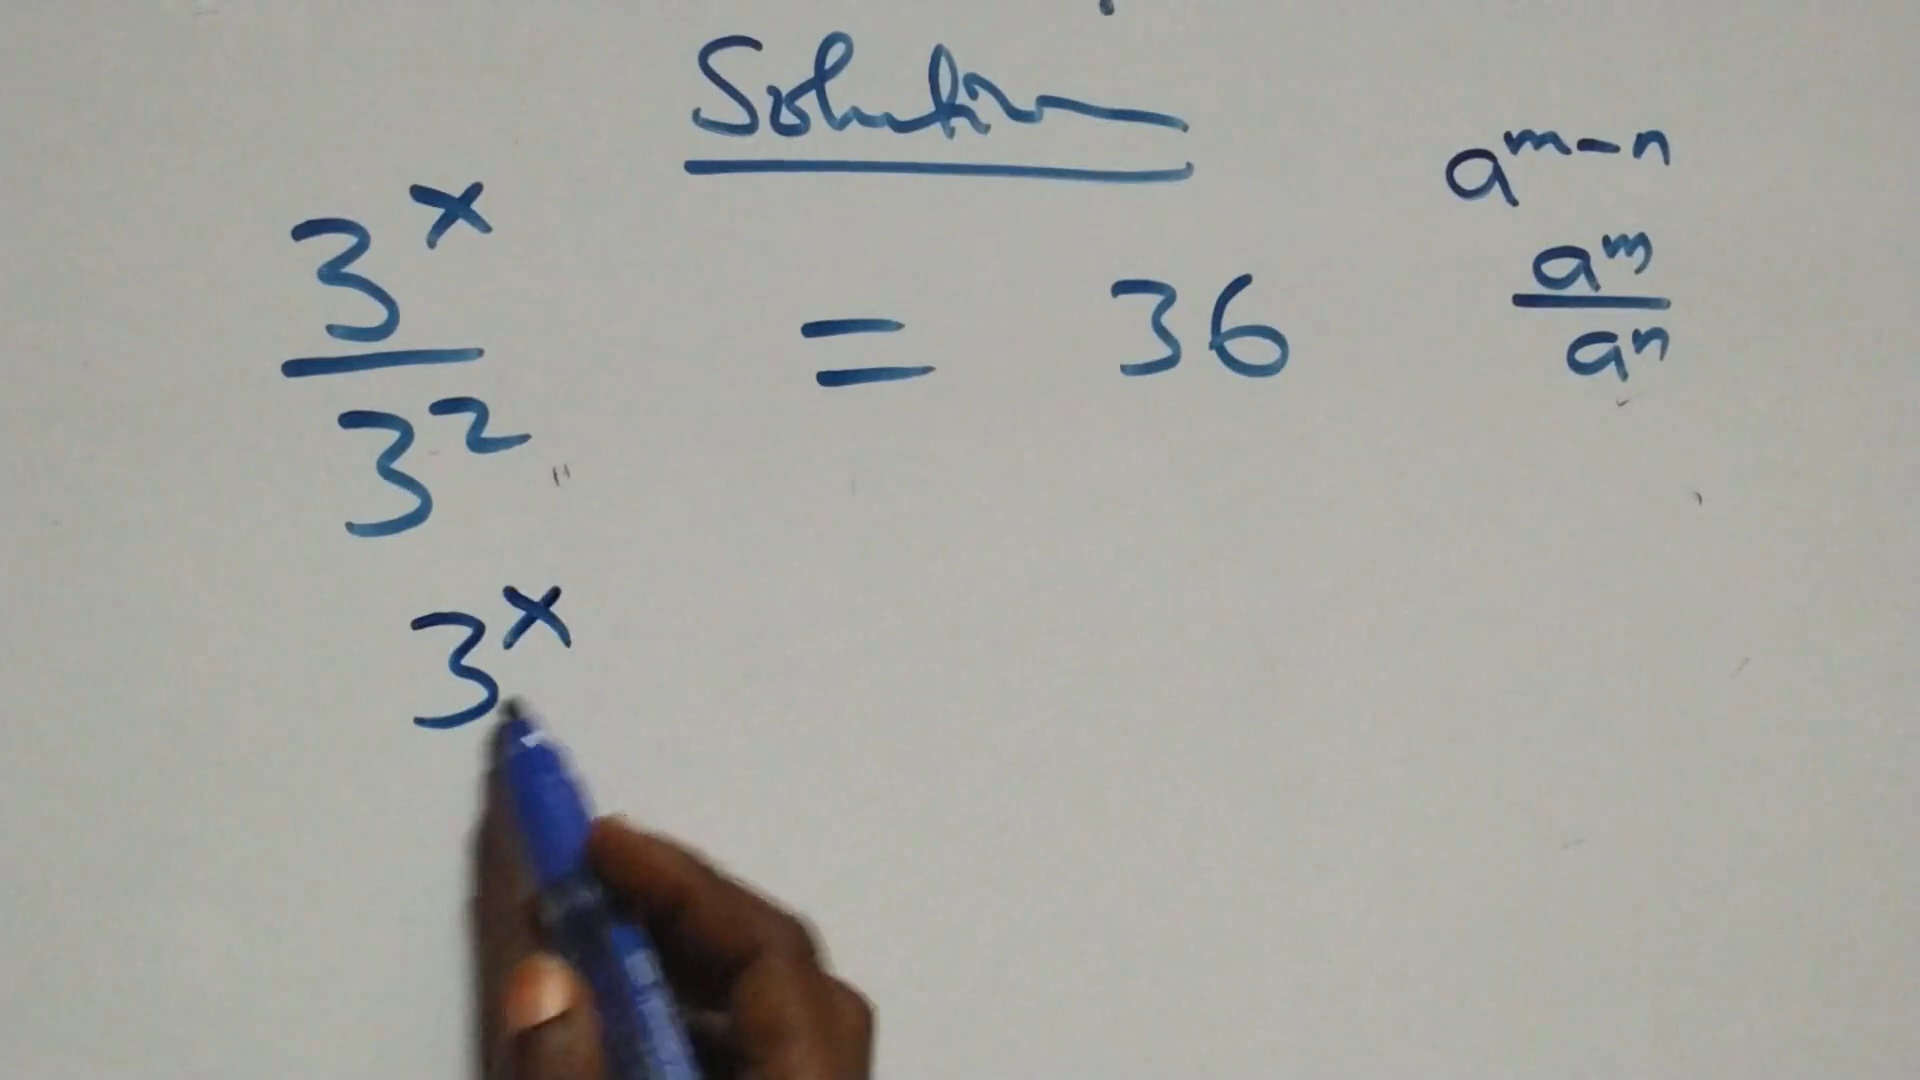 Solution
a^{m-n}
3^x / 3^2 = 36
a^m / a^n
3^x